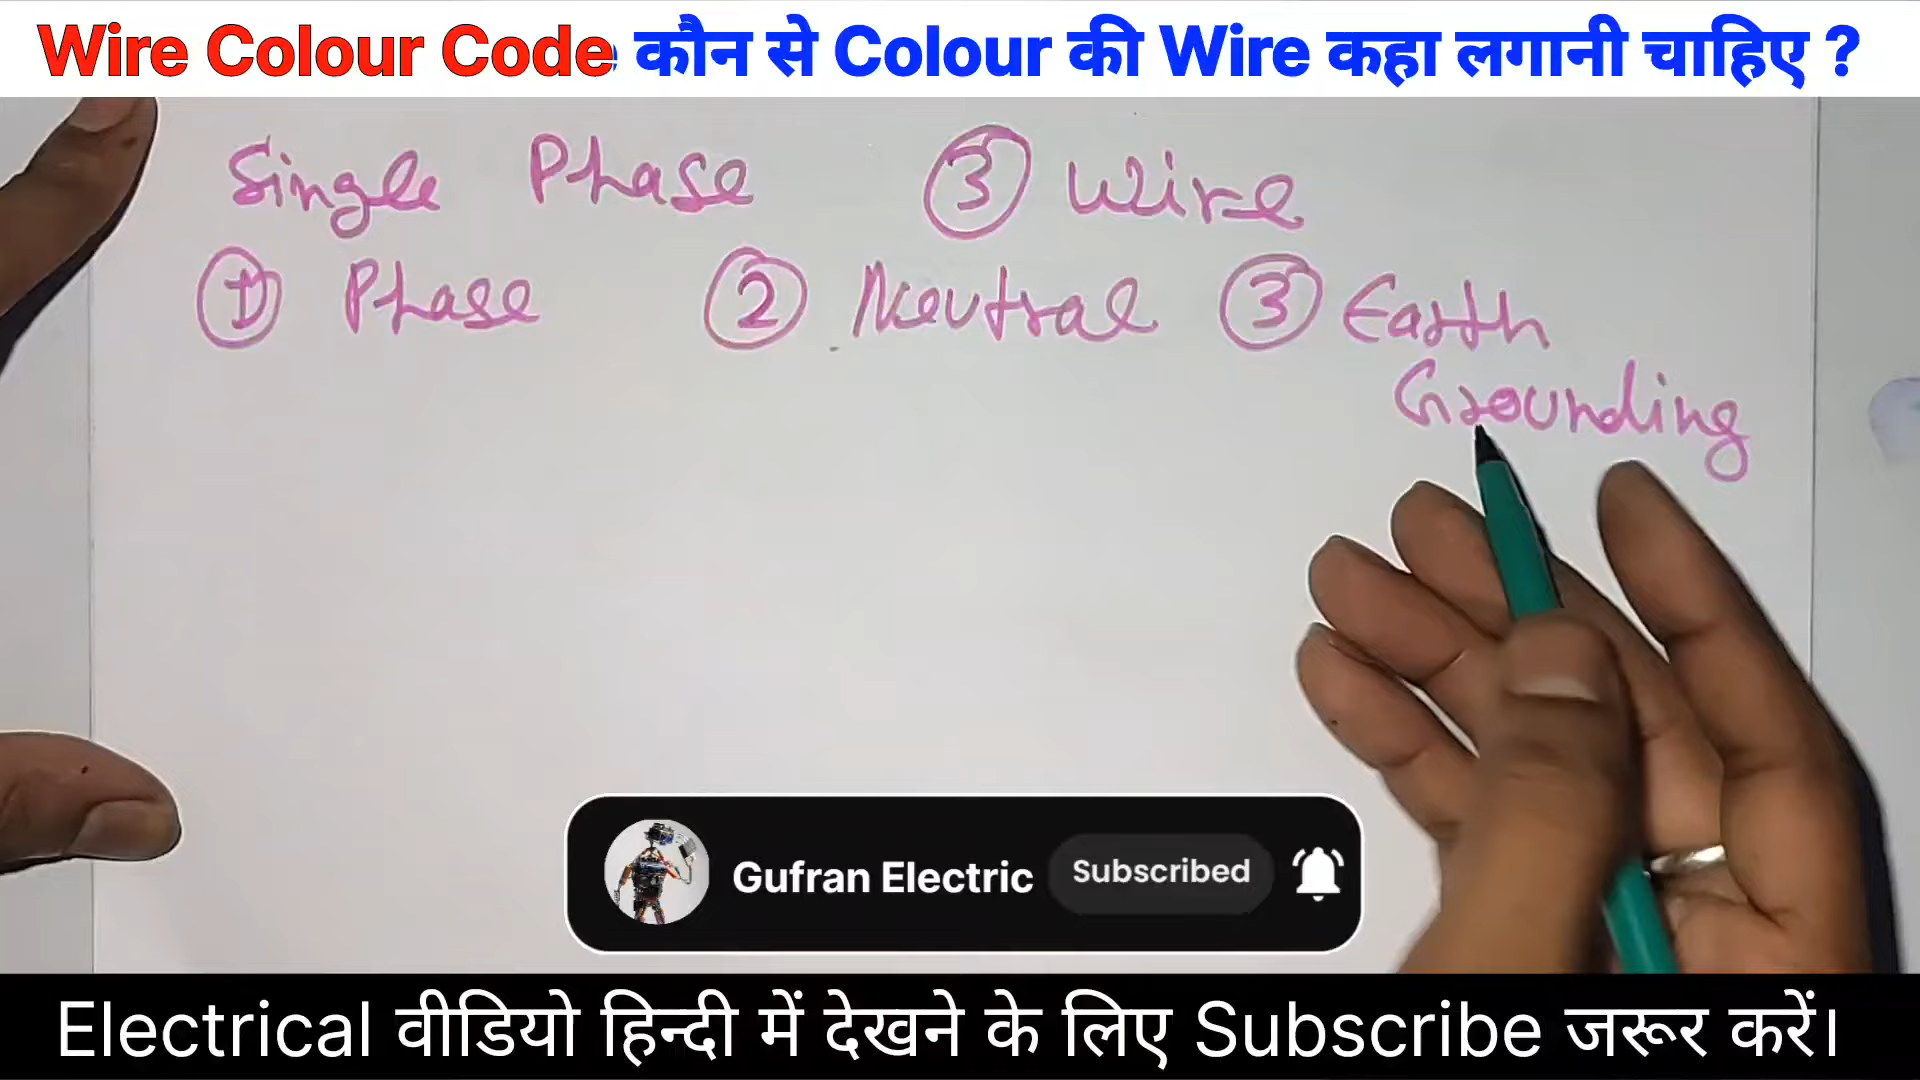 Wire Colour Code कौन से Colour की Wire कहा लगानी चाहिए ?
Single Phase ③ Wire
① Phase ② Neutral ③ Earth
Grounding
Gufran Electric Subscribed
Electrical वीडियो हिन्दी में देखने के लिए Subscribe जरूर करें।